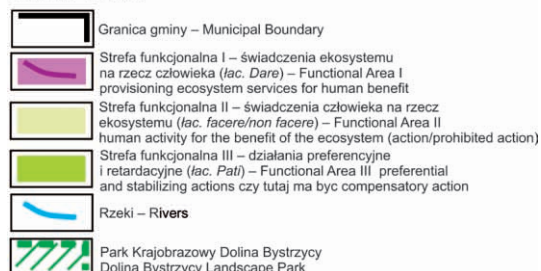 Granica gminy – Municipal Boundary
Strefa funkcjonalna I – świadczenia ekosystemu
na rzecz człowieka (łac. Dare) – Functional Area I
provisioning ecosystem services for human benefit
Strefa funkcjonalna II – świadczenia człowieka na rzecz
ekosystemu (łac. facere/non facere) – Functional Area II
human activity for the benefit of the ecosystem (action/prohibited action)
Strefa funkcjonalna III – działania preferencyjne
i retardacyjne (łac. Pati) – Functional Area III preferential
and stabilizing actions czy tutaj ma byc compensatory action
Rzeki – Rivers
Park Krajobrazowy Dolina Bystrzycy
Dolina Bystrzycy Landscape Park